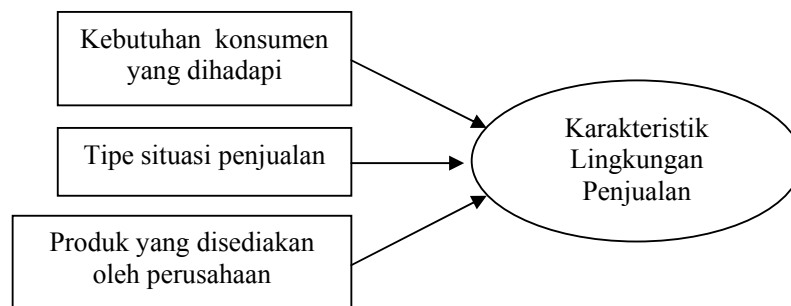 Kebutuhan konsumen
yang dihadapi
Tipe situasi penjualan
Produk yang disediakan
oleh perusahaan
Karakteristik
Lingkungan
Penjualan